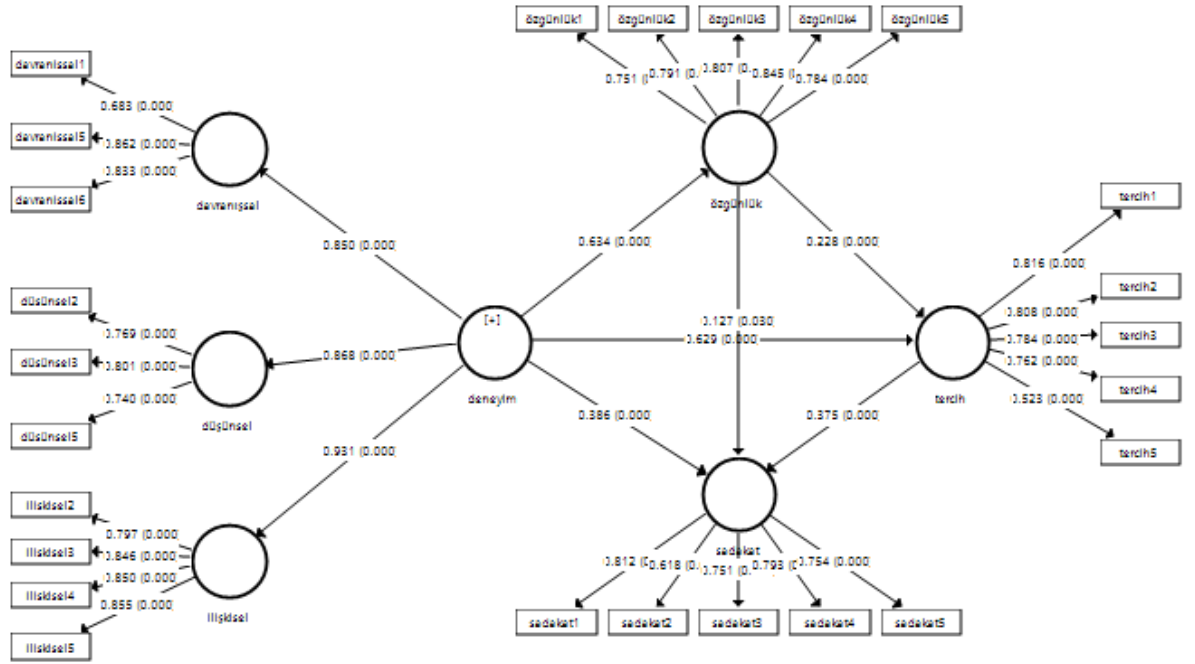 özgünlük1
özgünlük2
özgünlük3
özgünlük4
özgünlük5
0.751 (
0.791 (0.
0.807 (0.
0.845 (
0.784 (0.000)
davranissal1
davranissal5
davranissal6
0.683 (0.000
0.862 (0.000
0.833 (0.000
davranışsal
özgünlük
0.850 (0.000)
0.634 (0.000)
0.228 (0.000)
tercih1
tercih2
tercih3
tercih4
tercih5
0.816 (0.000)
0.808 (0.000)
0.784 (0.000)
0.762 (0.000)
0.523 (0.000)
düsünsel2
düsünsel3
düsünsel5
0.769 (0.000)
0.801 (0.000)
0.740 (0.000)
düşünsel
0.868 (0.000)
[+]
deneyim
0.127 (0.030)
0.629 (0.000)
tercih
0.386 (0.000)
0.375 (0.000)
0.931 (0.000)
iliskisel2
iliskisel3
iliskisel4
iliskisel5
0.797 (0.000
0.846 (0.000
0.850 (0.000
0.855 (0.000)
ilişkisel
sadakat
0.812 (
0.618 (0.
0.751 (0.
0.793 (
0.754 (0.000)
sadakat1
sadakat2
sadakat3
sadakat4
sadakat5